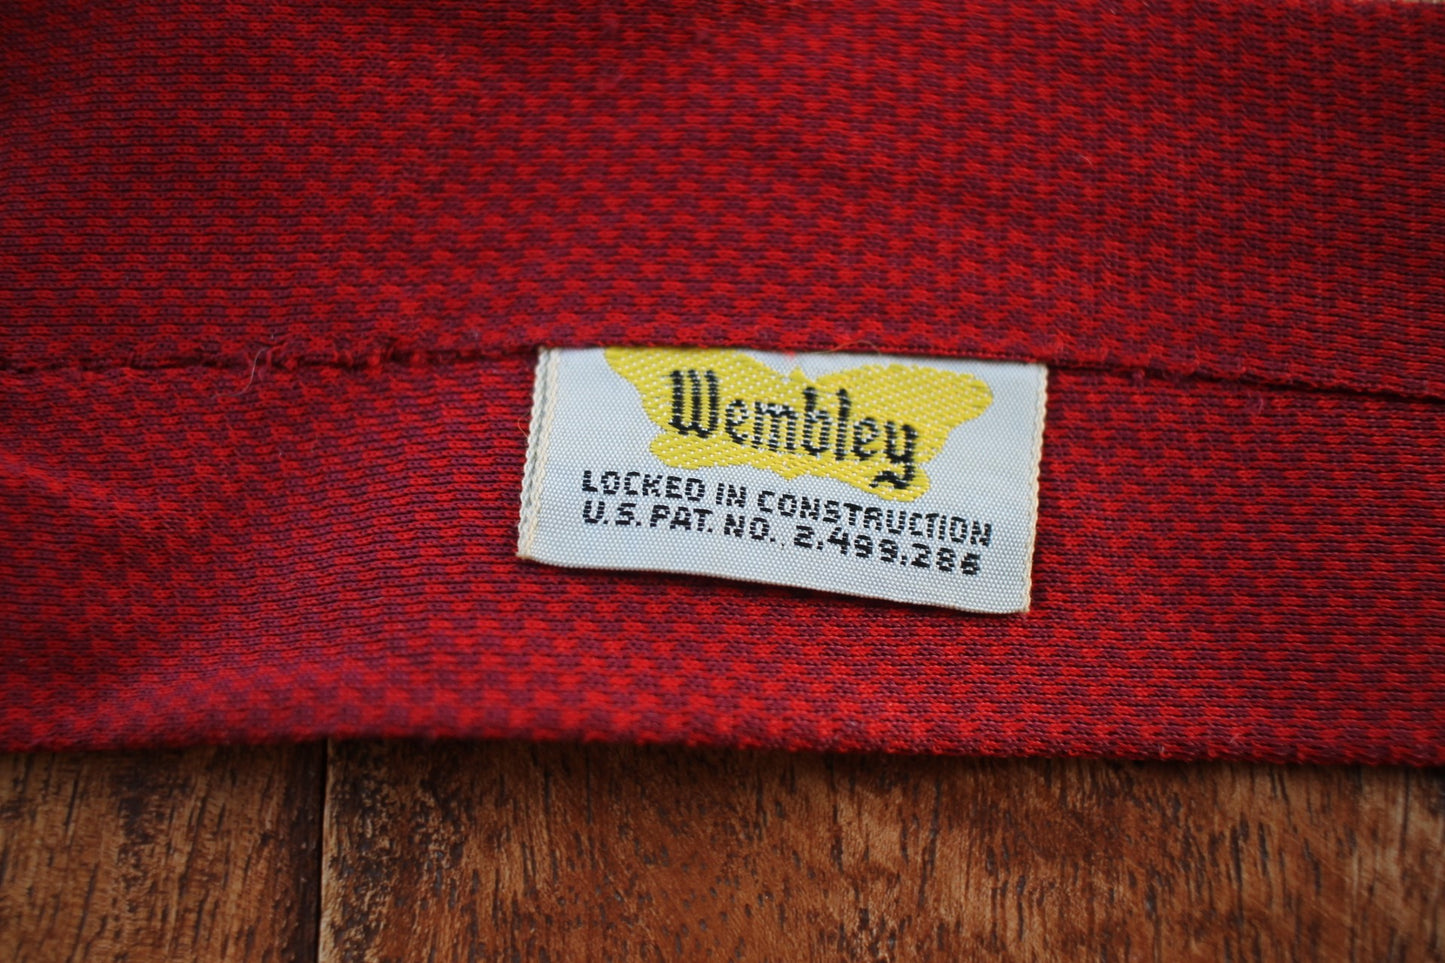 Wembley
LOCKED IN CONSTRUCTION
U.S. PAT. NO. 2,499,286